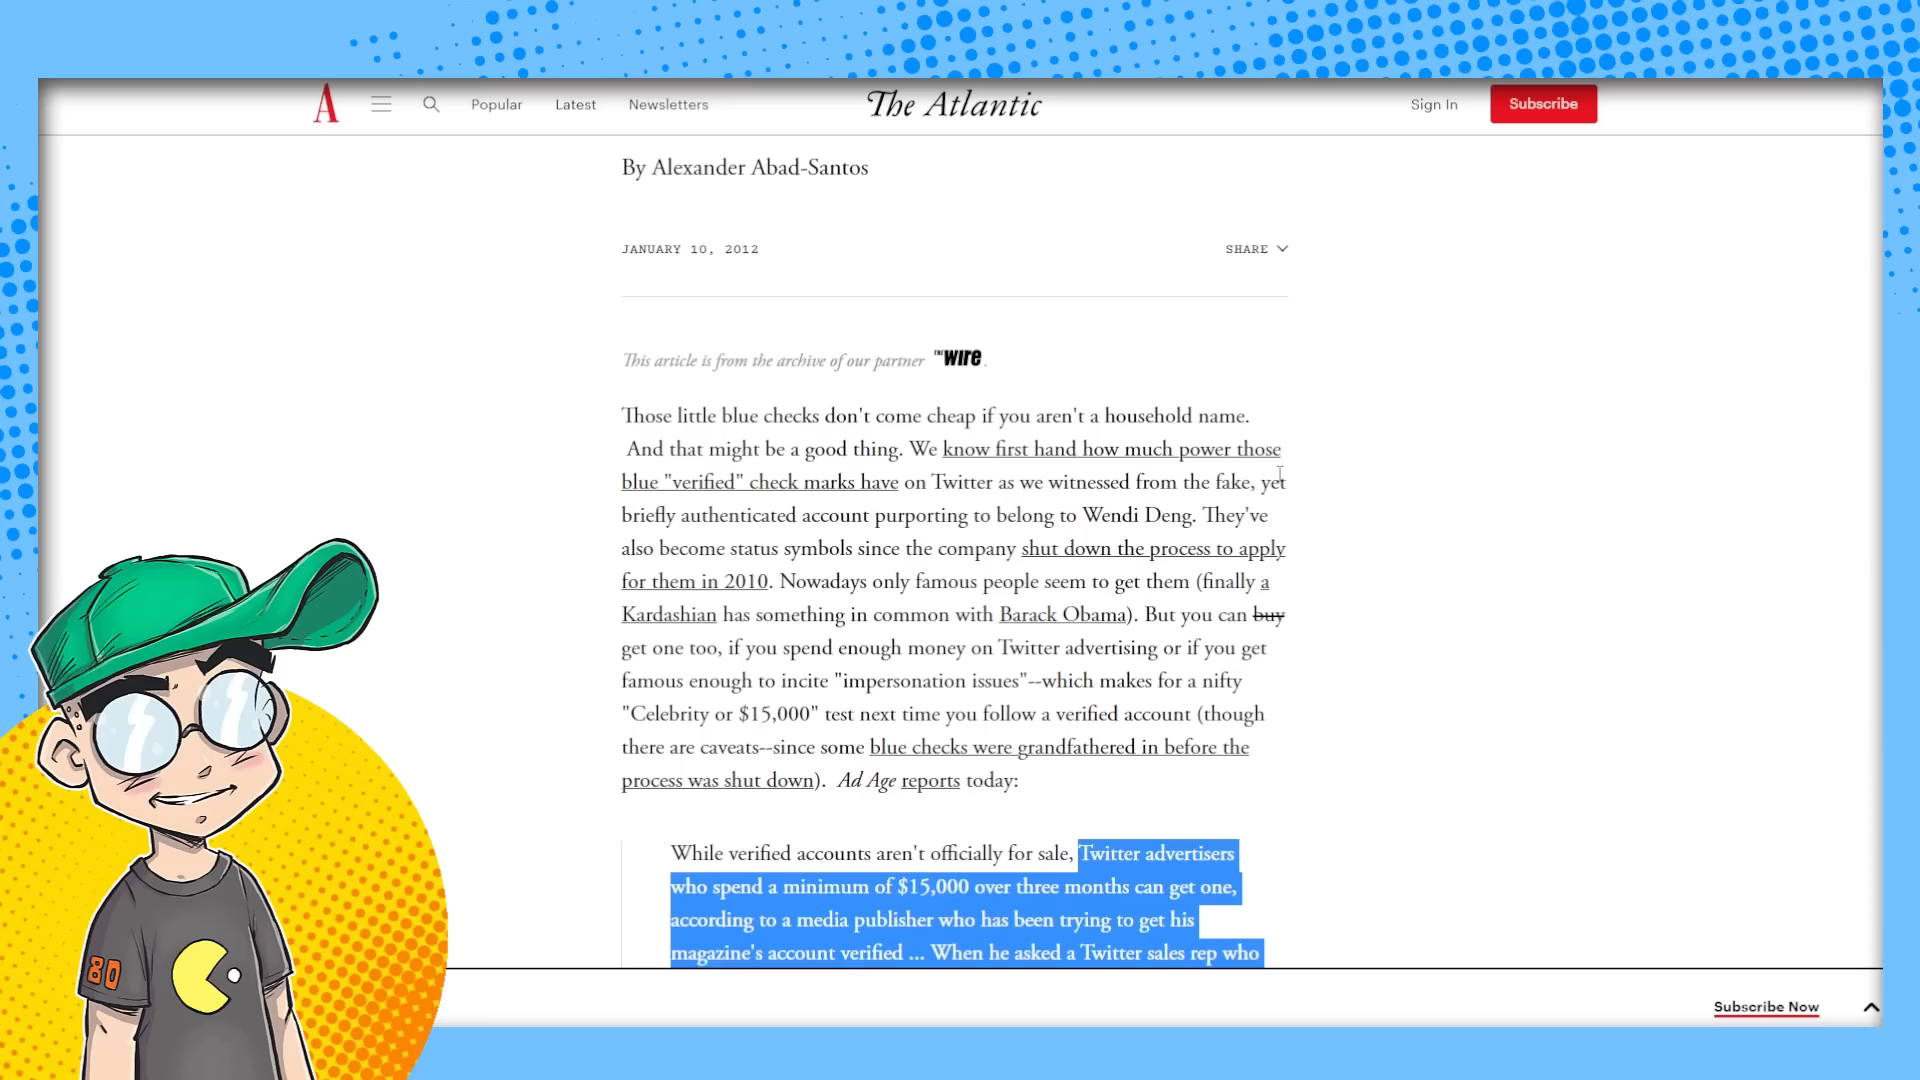 A Popular Latest Newsletters The Atlantic Sign In Subscribe
By Alexander Abad-Santos
JANUARY 10, 2012 SHARE
This article is from the archive of our partner THE WIRE .
Those little blue checks don't come cheap if you aren't a household name.
And that might be a good thing. We know first hand how much power those
blue "verified" check marks have on Twitter as we witnessed from the fake, yet
briefly authenticated account purporting to belong to Wendi Deng. They've
also become status symbols since the company shut down the process to apply
for them in 2010. Nowadays only famous people seem to get them (finally a
Kardashian has something in common with Barack Obama). But you can buy
get one too, if you spend enough money on Twitter advertising or if you get
famous enough to incite "impersonation issues"--which makes for a nifty
"Celebrity or $15,000" test next time you follow a verified account (though
there are caveats--since some blue checks were grandfathered in before the
process was shut down). Ad Age reports today:
While verified accounts aren't officially for sale, Twitter advertisers
who spend a minimum of $15,000 over three months can get one,
according to a media publisher who has been trying to get his
magazine's account verified ... When he asked a Twitter sales rep who
80
Subscribe Now